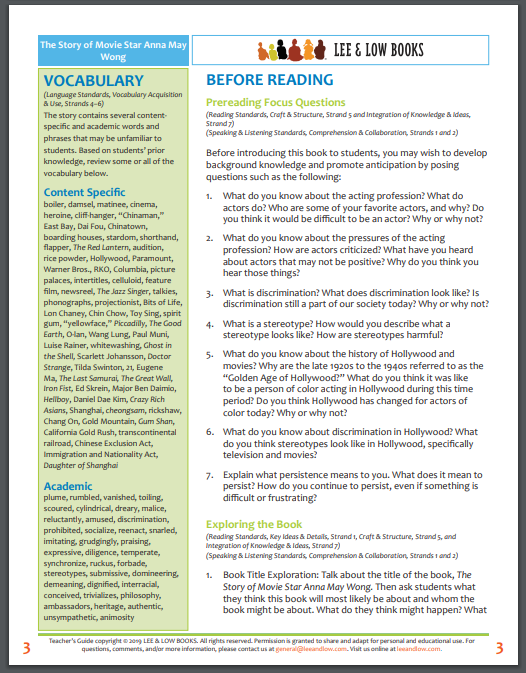 The Story of Movie Star Anna May
Wong
LEE & LOW BOOKS
VOCABULARY
(Language Standards, Vocabulary Acquisition
& Use, Strands 4–6)
The story contains several content-
specific and academic words and
phrases that may be unfamiliar to
students. Based on students’ prior
knowledge, review some or all of the
vocabulary below.
Content Specific
boiler, damsel, matinee, cinema,
heroine, cliff-hanger, “Chinaman,”
East Bay, Dai Fou, Chinatown,
boarding houses, stardom, shorthand,
flapper, The Red Lantern, audition,
rice powder, Hollywood, Paramount,
Warner Bros., RKO, Columbia, picture
palaces, intertitles, celluloid, feature
film, newsreel, The Jazz Singer, talkies,
phonographs, projectionist, Bits of Life,
Lon Chaney, Chin Chow, Toy Sing, spirit
gum, “yellowface,” Piccadilly, The Good
Earth, O-lan, Wang Lung, Paul Muni,
Luise Rainer, whitewashing, Ghost in
the Shell, Scarlett Johansson, Doctor
Strange, Tilda Swinton, 21, Eugene
Ma, The Last Samurai, The Great Wall,
Iron Fist, Ed Skrein, Major Ben Daimio,
Hellboy, Daniel Dae Kim, Crazy Rich
Asians, Shanghai, cheongsam, rickshaw,
Chang On, Gold Mountain, Gum Shan,
California Gold Rush, transcontinental
railroad, Chinese Exclusion Act,
Immigration and Nationality Act,
Daughter of Shanghai
Academic
plume, rumbled, vanished, toiling,
scoured, cylindrical, dreary, malice,
reluctantly, amused, discrimination,
prohibited, socialize, reenact, snarled,
imitating, grudgingly, praising,
expressive, diligence, temperate,
synchronize, ruckus, forbade,
stereotypes, submissive, domineering,
demeaning, dignified, interracial,
conceived, trivializes, philosophy,
ambassadors, heritage, authentic,
unsympathetic, animosity
BEFORE READING
Prereading Focus Questions
(Reading Standards, Craft & Structure, Strand 5 and Integration of Knowledge & Ideas,
Strand 7)
(Speaking & Listening Standards, Comprehension & Collaboration, Strands 1 and 2)
Before introducing this book to students, you may wish to develop
background knowledge and promote anticipation by posing
questions such as the following:
1. What do you know about the acting profession? What do
actors do? Who are some of your favorite actors, and why? Do
you think it would be difficult to be an actor? Why or why not?
2. What do you know about the pressures of the acting
profession? How are actors criticized? What have you heard
about actors that may not be positive? Why do you think you
hear those things?
3. What is discrimination? What does discrimination look like? Is
discrimination still a part of our society today? Why or why not?
4. What is a stereotype? How would you describe what a
stereotype looks like? How are stereotypes harmful?
5. What do you know about the history of Hollywood and
movies? Why are the late 1920s to the 1940s referred to as the
“Golden Age of Hollywood?” What do you think it was like
to be a person of color acting in Hollywood during this time
period? Do you think Hollywood has changed for actors of
color today? Why or why not?
6. What do you know about discrimination in Hollywood? What
do you think stereotypes look like in Hollywood, specifically
television and movies?
7. Explain what persistence means to you. What does it mean to
persist? How do you continue to persist, even if something is
difficult or frustrating?
Exploring the Book
(Reading Standards, Key Ideas & Details, Strand 1, Craft & Structure, Strand 5, and
Integration of Knowledge & Ideas, Strand 7)
(Speaking & Listening Standards, Comprehension & Collaboration, Strands 1 and 2)
1. Book Title Exploration: Talk about the title of the book, The
Story of Movie Star Anna May Wong. Then ask students what
they think this book will most likely be about and whom the
book might be about. What do they think might happen? What
3
Teacher’s Guide copyright © 2019 LEE & LOW BOOKS. All rights reserved. Permission is granted to share and adapt for personal and educational use. For
questions, comments, and/or more information, please contact us at general@leeandlow.com. Visit us online at leeandlow.com.
3